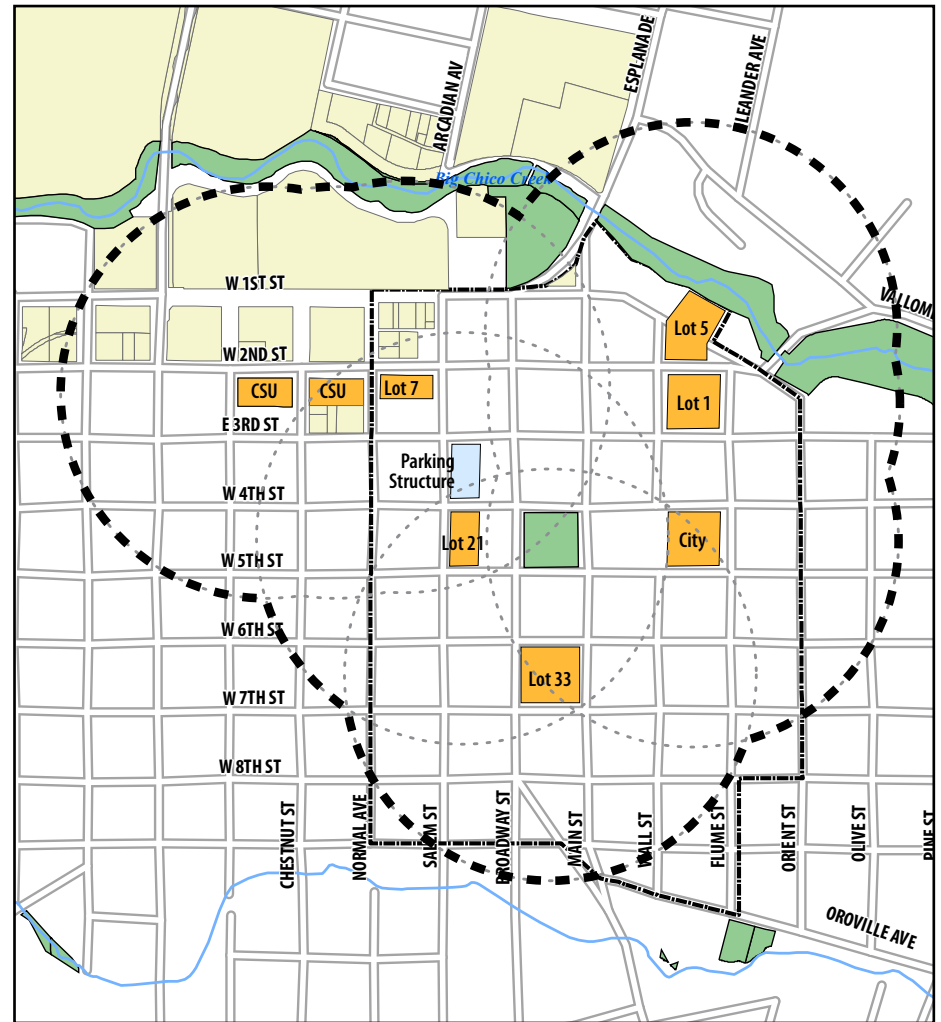 ARCADIAN AV
ESPLANADE
LEANDER AVE
Big Chico Creek
W 1ST ST
VALLOM
Lot 5
W 2ND ST
CSU
CSU
Lot 7
Lot 1
E 3RD ST
Parking
Structure
W 4TH ST
Lot 21
City
W 5TH ST
W 6TH ST
Lot 33
W 7TH ST
W 8TH ST
CHESTNUT ST
NORMAL AVE
SALEM ST
BROADWAY ST
MAIN ST
WALL ST
FLUME ST
ORIENT ST
OLIVE ST
PINE ST
OROVILLE AVE